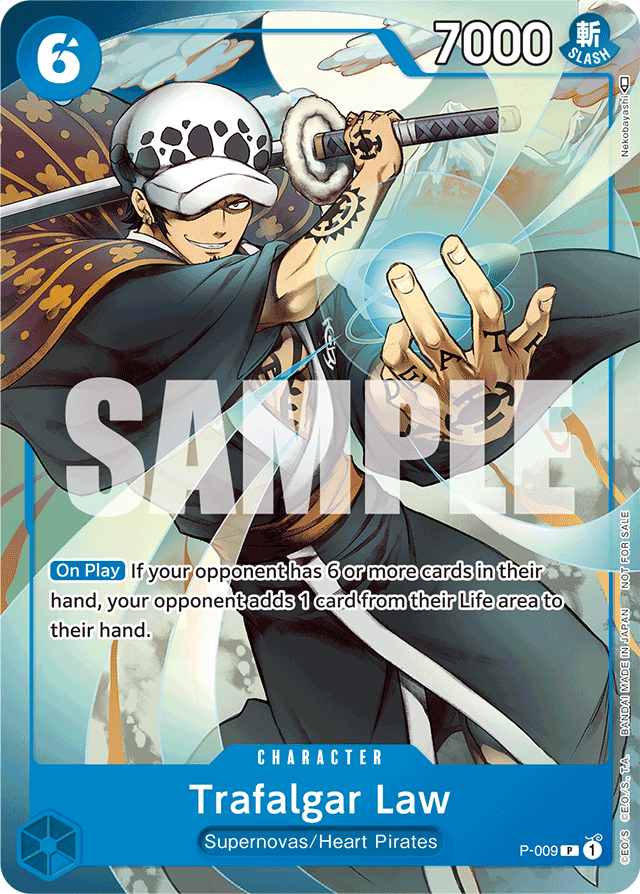 6
7000
斬
SLASH
Nekobayashi
DEATH
SAMPLE
On Play If your opponent has 6 or more cards in their
hand, your opponent adds 1 card from their Life area to
their hand.
CHARACTER
Trafalgar Law
Supernovas/Heart Pirates
P-009 P 1
©E.O/S ©E.O./S., T.A. BANDAI MADE IN JAPAN NOT FOR SALE